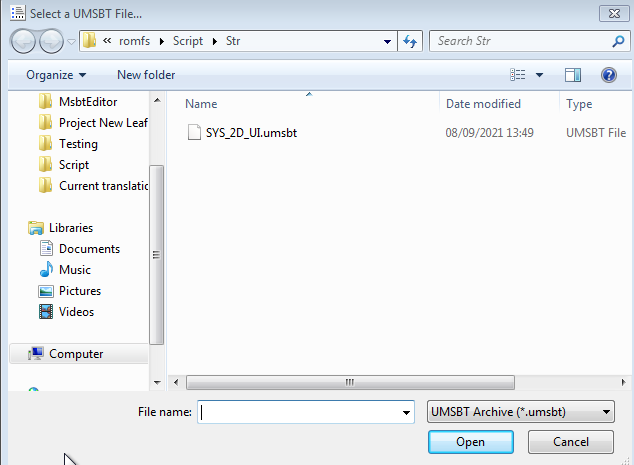 Select a UMSBT File...
« romfs Script Str
Search Str
Organize New folder
MsbtEditor
Project New Leaf
Testing
Script
Current translatic
Libraries
Documents
Music
Pictures
Videos
Computer
Name Date modified Type
SYS_2D_UI.umsbt 08/09/2021 13:49 UMSBT File
File name: UMSBT Archive (*.umsbt)
Open Cancel